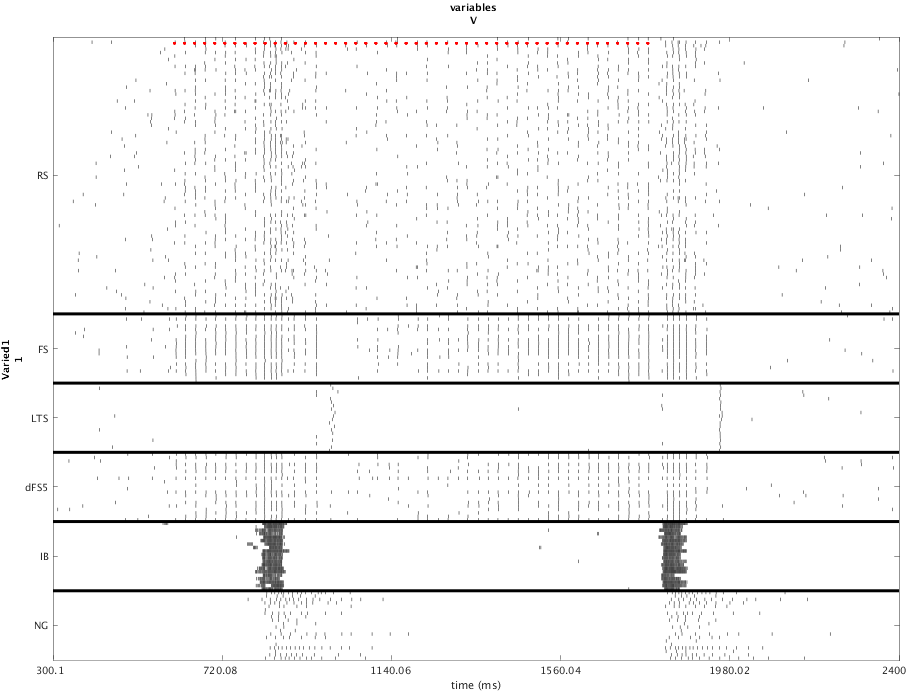 variables
V
RS
FS
LTS
dFS5
IB
NG
Varied1
1
300.1 720.08 1140.06 1560.04 1980.02 2400
time (ms)